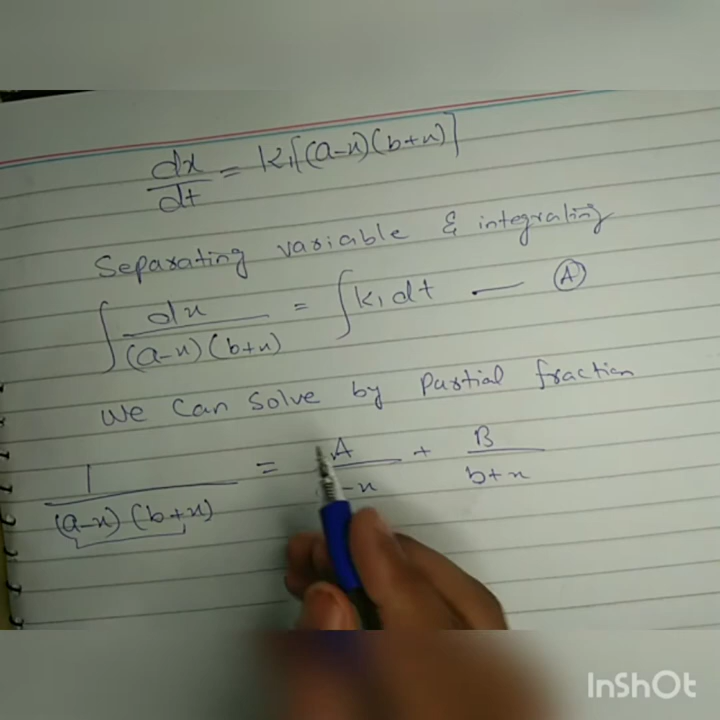 dx/dt = K₁[(a-x)(b+x)]
Separating variable & integrating
∫ dx/((a-x)(b+x)) = ∫ K₁dt — Ⓐ
We can solve by Partial fraction
1/((a-x)(b+x)) = A/-x + B/b+x
InShOt